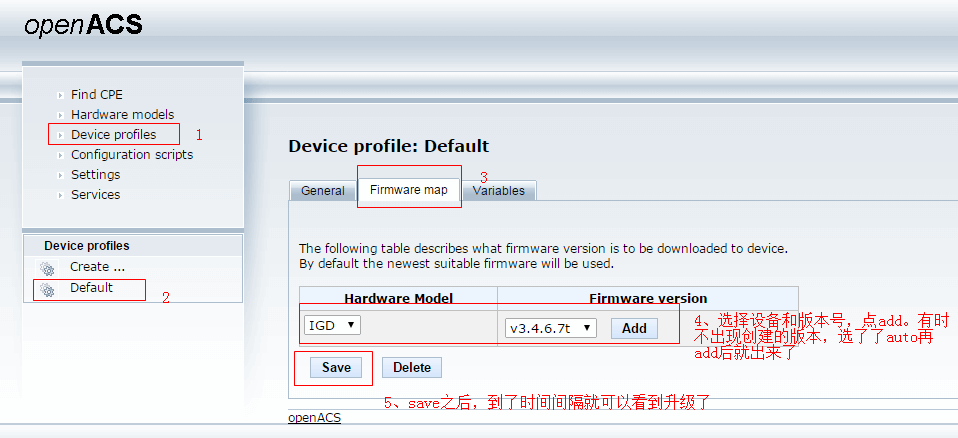 openACS
Find CPE
Hardware models
Device profiles
1
Configuration scripts
Settings
Services
Device profiles
Create ...
Default
2
Device profile: Default
General
Firmware map
3
Variables
The following table describes what firmware version is to be downloaded to device.
By default the newest suitable firmware will be used.
Hardware Model
Firmware version
IGD
v3.4.6.7t
Add
4、选择设备和版本号，点add。有时
不出现创建的版本，选了了auto再
add后就出来了
Save
Delete
5、save之后，到了时间间隔就可以看到升级了
openACS